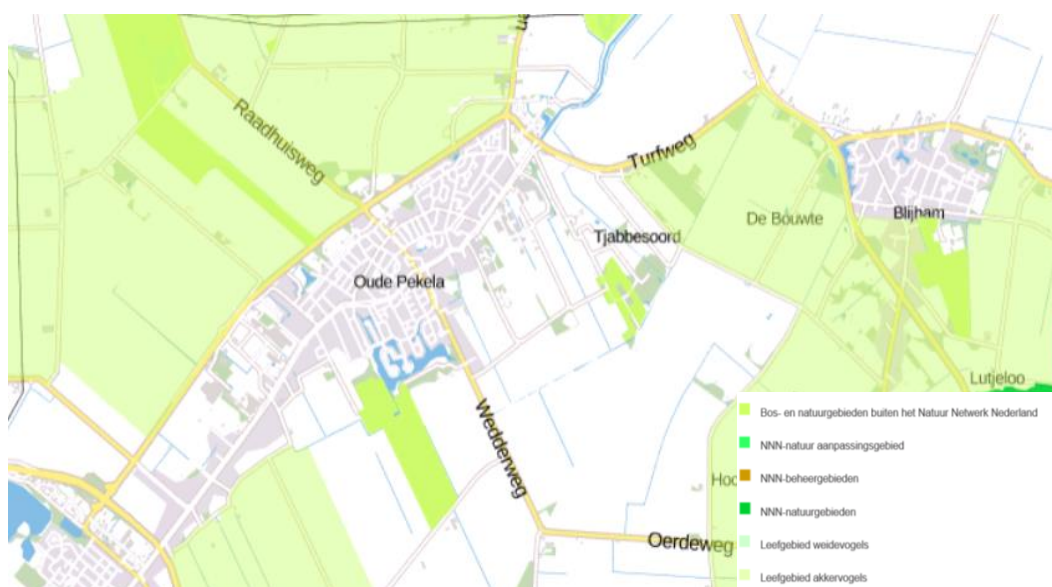 Raadhuisweg
Turfweg
De Bouwte
Blijham
Tjabbesoord
Oude Pekela
Lutjeloo
Wedderweg
Oerdeweg
Bos- en natuurgebieden buiten het Natuur Netwerk Nederland
NNN-natuur aanpassingsgebied
NNN-beheergebieden
NNN-natuurgebieden
Leefgebied weidevogels
Leefgebied akkervogels